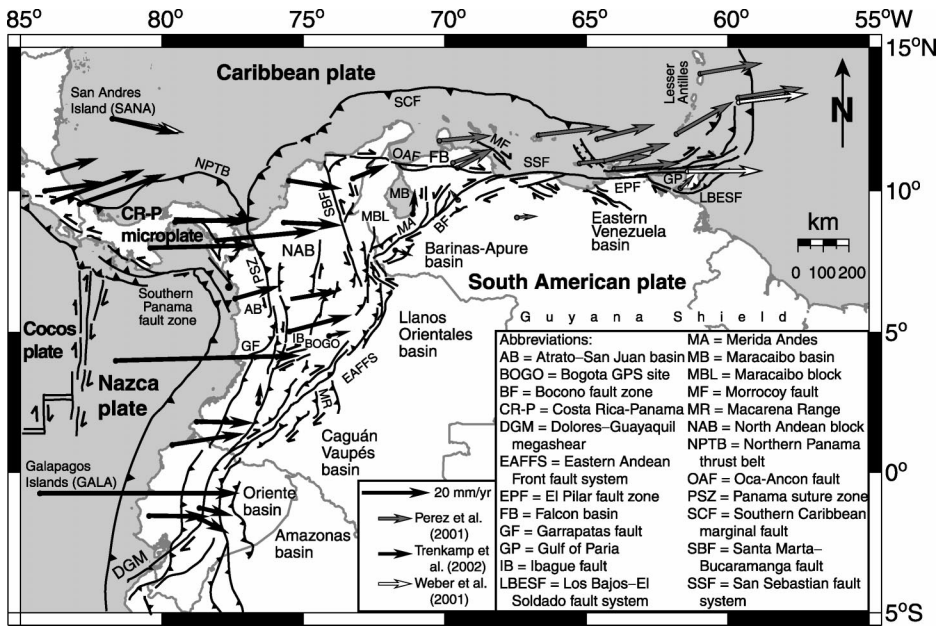 85°
80°
75°
70°
65°
60°
55°W
15°N
10°
5°
0°
5°S
Caribbean plate
San Andres
Island (SANA)
SCF
Lesser
Antilles
N
NPTB
OAF
FB
MF
SSF
EPF
GP
LBESF
CR-P
microplate
SBF
MB
MBL
MA
BF
NAB
PSZ
km
0 100 200
Eastern
Venezuela
basin
Barinas-Apure
basin
South American plate
Southern
Panama
fault zone
AB
GF
IB
BOGO
Llanos
Orientales
basin
EAFFS
MR
Cocos
plate
Nazca
plate
Guyana Shield
Caguán
Vaupés
basin
Galapagos
Islands (GALA)
Oriente
basin
Amazonas
basin
DGM
20 mm/yr
Perez et al.
(2001)
Trenkamp et
al. (2002)
Weber et al.
(2001)
Abbreviations:
AB = Atrato–San Juan basin
BOGO = Bogota GPS site
BF = Bocono fault zone
CR-P = Costa Rica-Panama
DGM = Dolores–Guayaquil
megashear
EAFFS = Eastern Andean
Front fault system
EPF = El Pilar fault zone
FB = Falcon basin
GF = Garrapatas fault
GP = Gulf of Paria
IB = Ibague fault
LBESF = Los Bajos–El
Soldado fault system
MA = Merida Andes
MB = Maracaibo basin
MBL = Maracaibo block
MF = Morrocoy fault
MR = Macarena Range
NAB = North Andean block
NPTB = Northern Panama
thrust belt
OAF = Oca-Ancon fault
PSZ = Panama suture zone
SCF = Southern Caribbean
marginal fault
SBF = Santa Marta–
Bucaramanga fault
SSF = San Sebastian fault
system